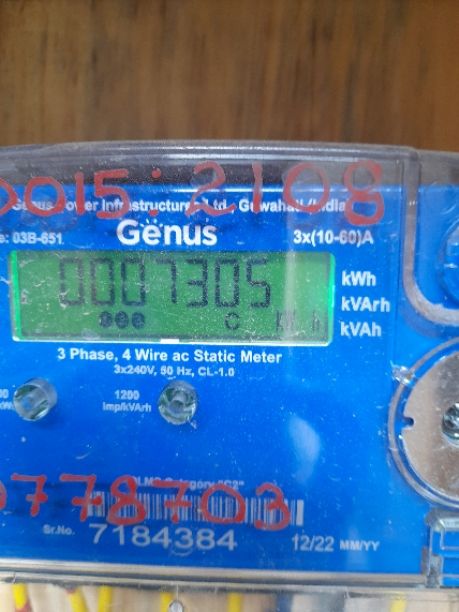 0015:2108
Genus Power Infrastructures Ltd., Guwahati (India)
e: 03B-651
Genus
3x(10-60)A
0007305
C
k h
kWh
kVArh
kVAh
3 Phase, 4 Wire ac Static Meter
3x240V, 50 Hz, CL-1.0
1200
imp/kVArh
"C2"
07778703
Sr.No. 7184384
12/22 MM/YY